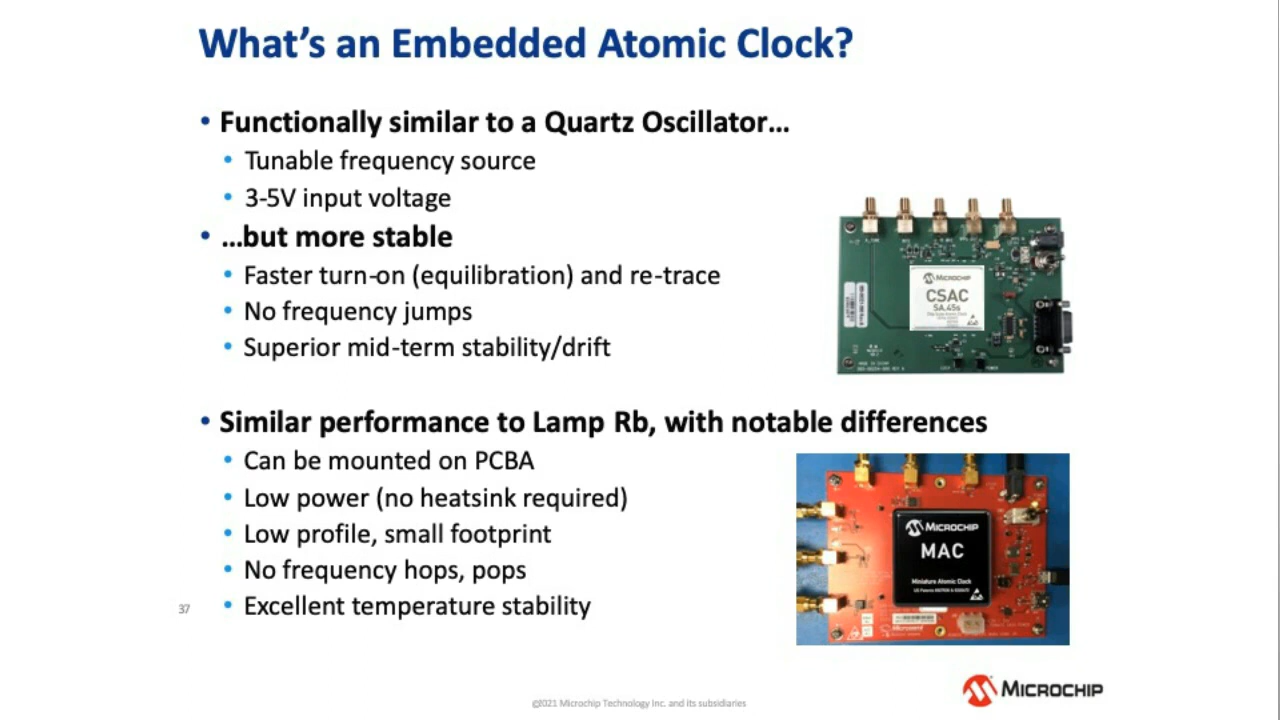 What's an Embedded Atomic Clock?
• Functionally similar to a Quartz Oscillator...
• Tunable frequency source
• 3-5V input voltage
• ...but more stable
• Faster turn-on (equilibration) and re-trace
• No frequency jumps
• Superior mid-term stability/drift
MICROCHIP
CSAC
SA.45s
• Similar performance to Lamp Rb, with notable differences
• Can be mounted on PCBA
• Low power (no heatsink required)
• Low profile, small footprint
• No frequency hops, pops
• Excellent temperature stability
MICROCHIP
MAC
Miniature Atomic Clock
Microsemi
37
©2021 Microchip Technology Inc. and its subsidiaries
MICROCHIP